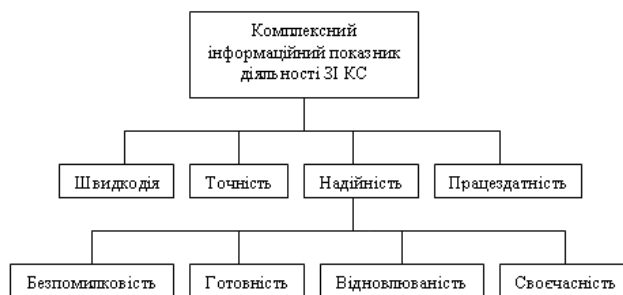 Комплексний
інформаційний показник
діяльності ЗІ КС
Швидкодія
Точність
Надійність
Працездатність
Безпомилковість
Готовність
Відновлюваність
Своєчасність